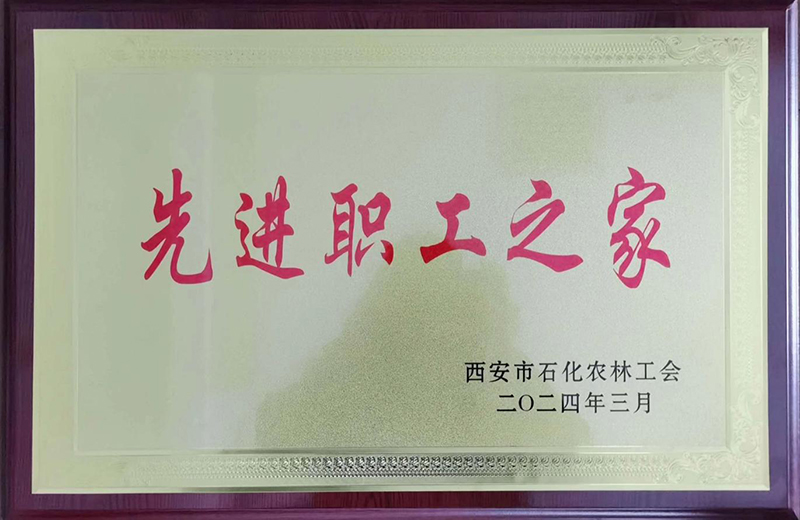 先进职工之家
西安市石化农林工会
二〇二四年三月